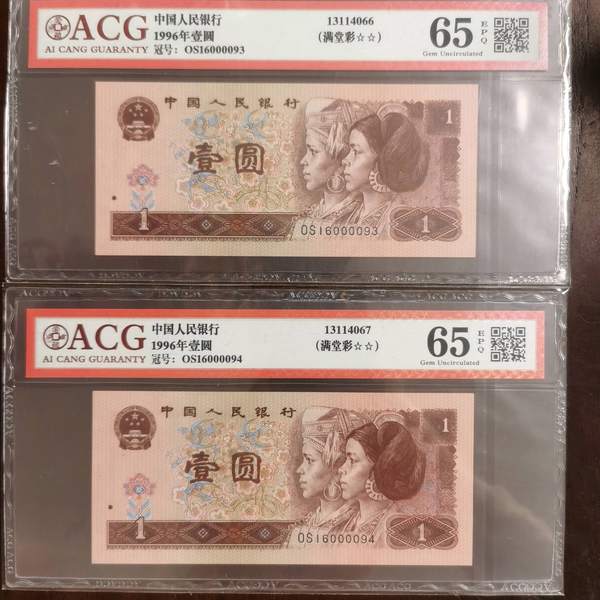 ACG
AI CANG GUARANTY
中国人民银行
1996年壹圆
冠号：OS16000093
13114066
（满堂彩☆☆）
65 EPQ
Gem Uncirculated
中国人民银行
壹圆
1
1
1
OS16000093
ACG
AI CANG GUARANTY
中国人民银行
1996年壹圆
冠号：OS16000094
13114067
（满堂彩☆☆）
65 EPQ
Gem Uncirculated
中国人民银行
壹圆
1
1
1
OS16000094